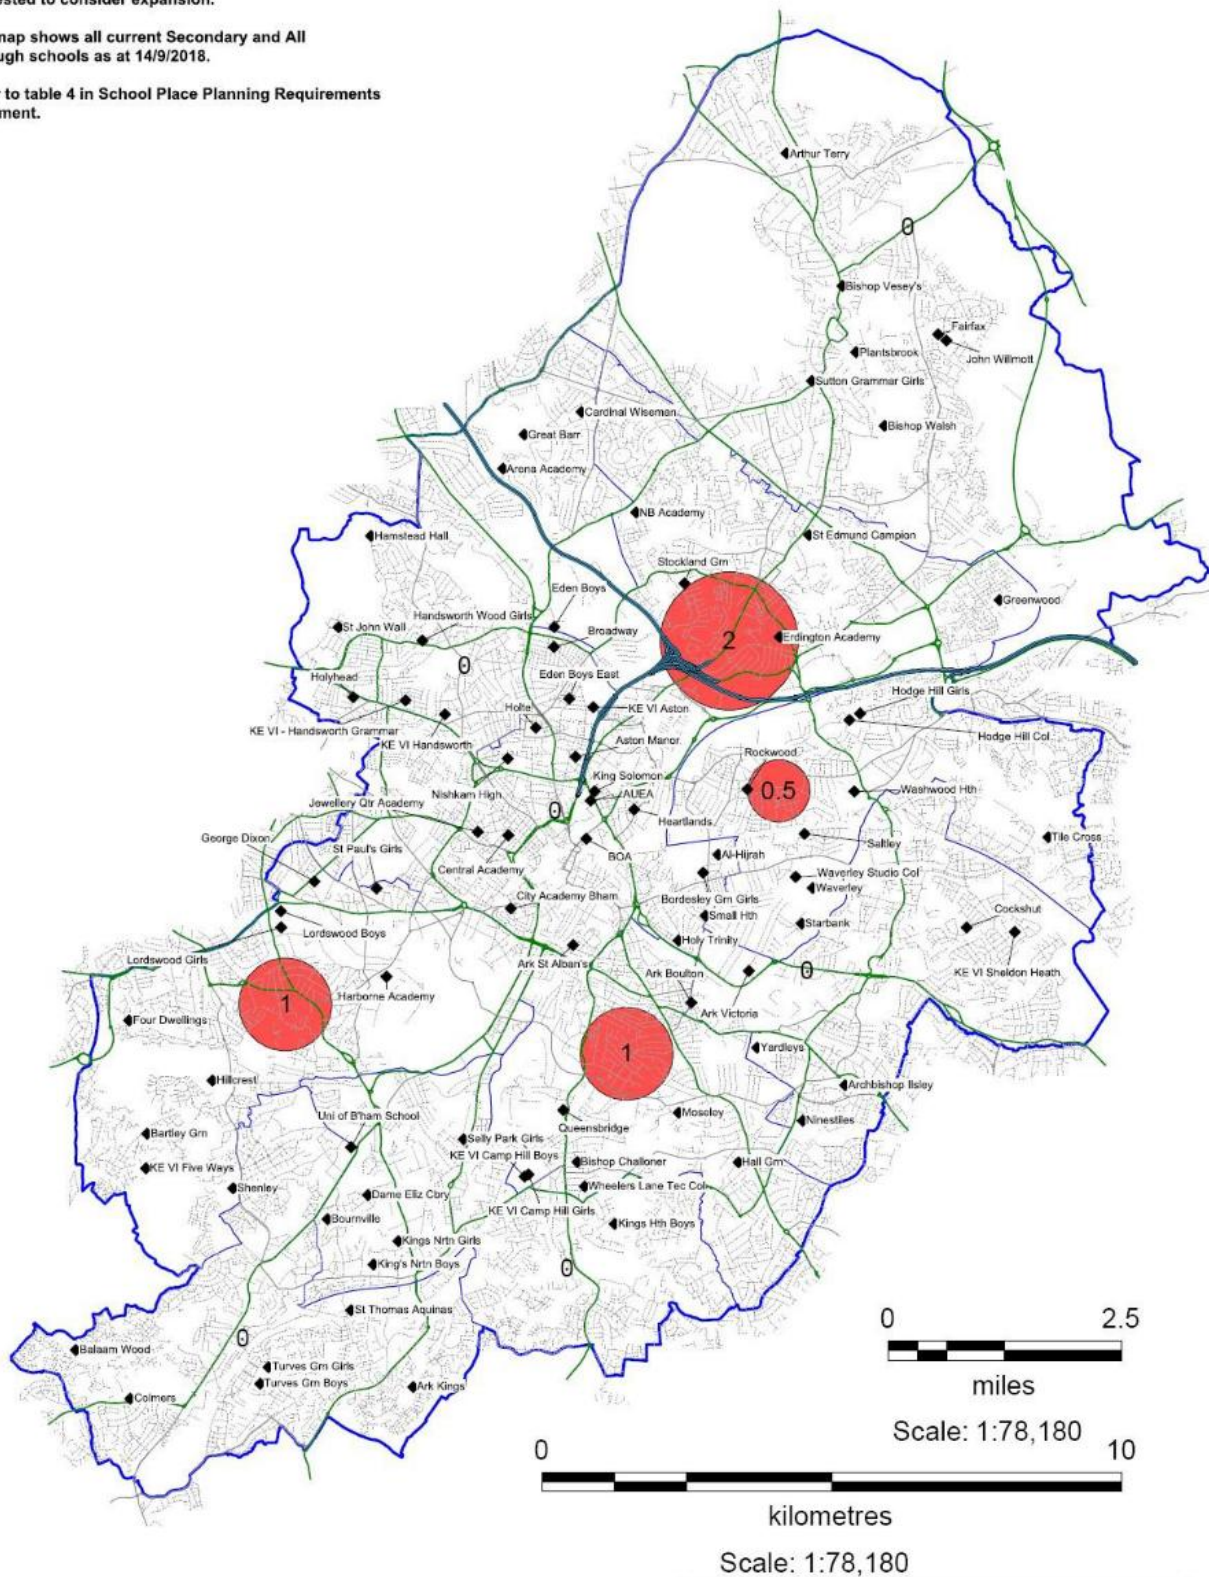 ested to consider expansion.
map shows all current Secondary and All
ugh schools as at 14/9/2018.
to table 4 in School Place Planning Requirements
ment.
Arthur Terry
0
Bishop Vesey's
Fairfax
John Willmott
Plantsbrook
Sutton Grammar Girls
Cardinal Wiseman
Bishop Walsh
Great Barr
Arena Academy
NB Academy
Hamstead Hall
St Edmund Campion
Stockland Grn
Eden Boys
Greenwood
Handsworth Wood Girls
St John Wall
Broadway
Erdington Academy
2
0
Eden Boys East
Holyhead
Hodge Hill Girls
Holte
KE VI Aston
KE VI - Handsworth Grammar
Hodge Hill Col
KE VI Handsworth
Aston Manor
Rockwood
King Solomon
0.5
Washwood Hth
Nishkam High
AUEA
Jewellery Qtr Academy
0
Heartlands
George Dixon
St Paul's Girls
Tile Cross
Saltley
Al-Hijrah
BOA
Central Academy
Waverley Studio Col
Waverley
City Academy Bham
Bordesley Grn Girls
Cockshut
Small Hth
Starbank
Lordswood Boys
Holy Trinity
Lordswood Girls
Ark St Alban's
Ark Boulton
0
KE VI Sheldon Heath
Harborne Academy
1
Ark Victoria
Four Dwellings
1
Yardleys
Hillcrest
Archbishop Ilsley
Uni of B'ham School
Moseley
Ninestiles
Queensbridge
Bartley Grn
Selly Park Girls
KE VI Camp Hill Boys
Bishop Challoner
Hall Grn
KE VI Five Ways
Shenley
Dame Eliz Cbry
Wheelers Lane Tec Col
KE VI Camp Hill Girls
Bournville
Kings Hth Boys
Kings Nrtn Girls
King's Nrtn Boys
0
St Thomas Aquinas
0
Balaam Wood
Turves Grn Girls
Turves Grn Boys
Ark Kings
Colmers
0 2.5
miles
Scale: 1:78,180
0 10
kilometres
Scale: 1:78,180